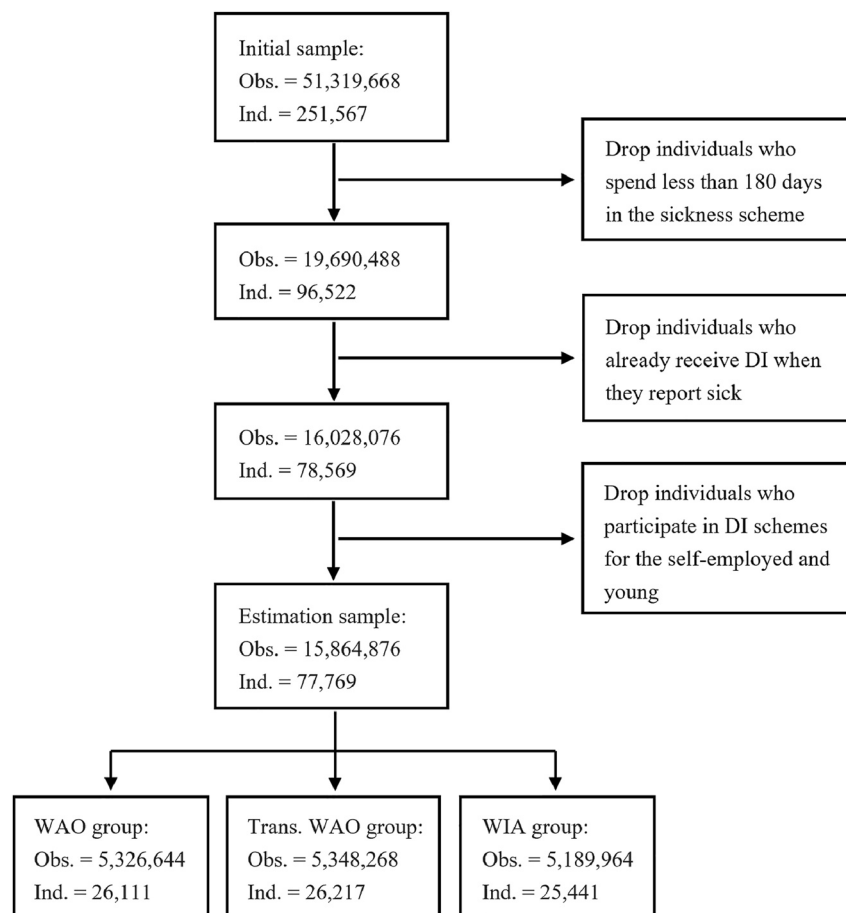 Initial sample:
Obs. = 51,319,668
Ind. = 251,567
Drop individuals who
spend less than 180 days
in the sickness scheme
Obs. = 19,690,488
Ind. = 96,522
Drop individuals who
already receive DI when
they report sick
Obs. = 16,028,076
Ind. = 78,569
Drop individuals who
participate in DI schemes
for the self-employed and
young
Estimation sample:
Obs. = 15,864,876
Ind. = 77,769
WAO group:
Obs. = 5,326,644
Ind. = 26,111
Trans. WAO group:
Obs. = 5,348,268
Ind. = 26,217
WIA group:
Obs. = 5,189,964
Ind. = 25,441